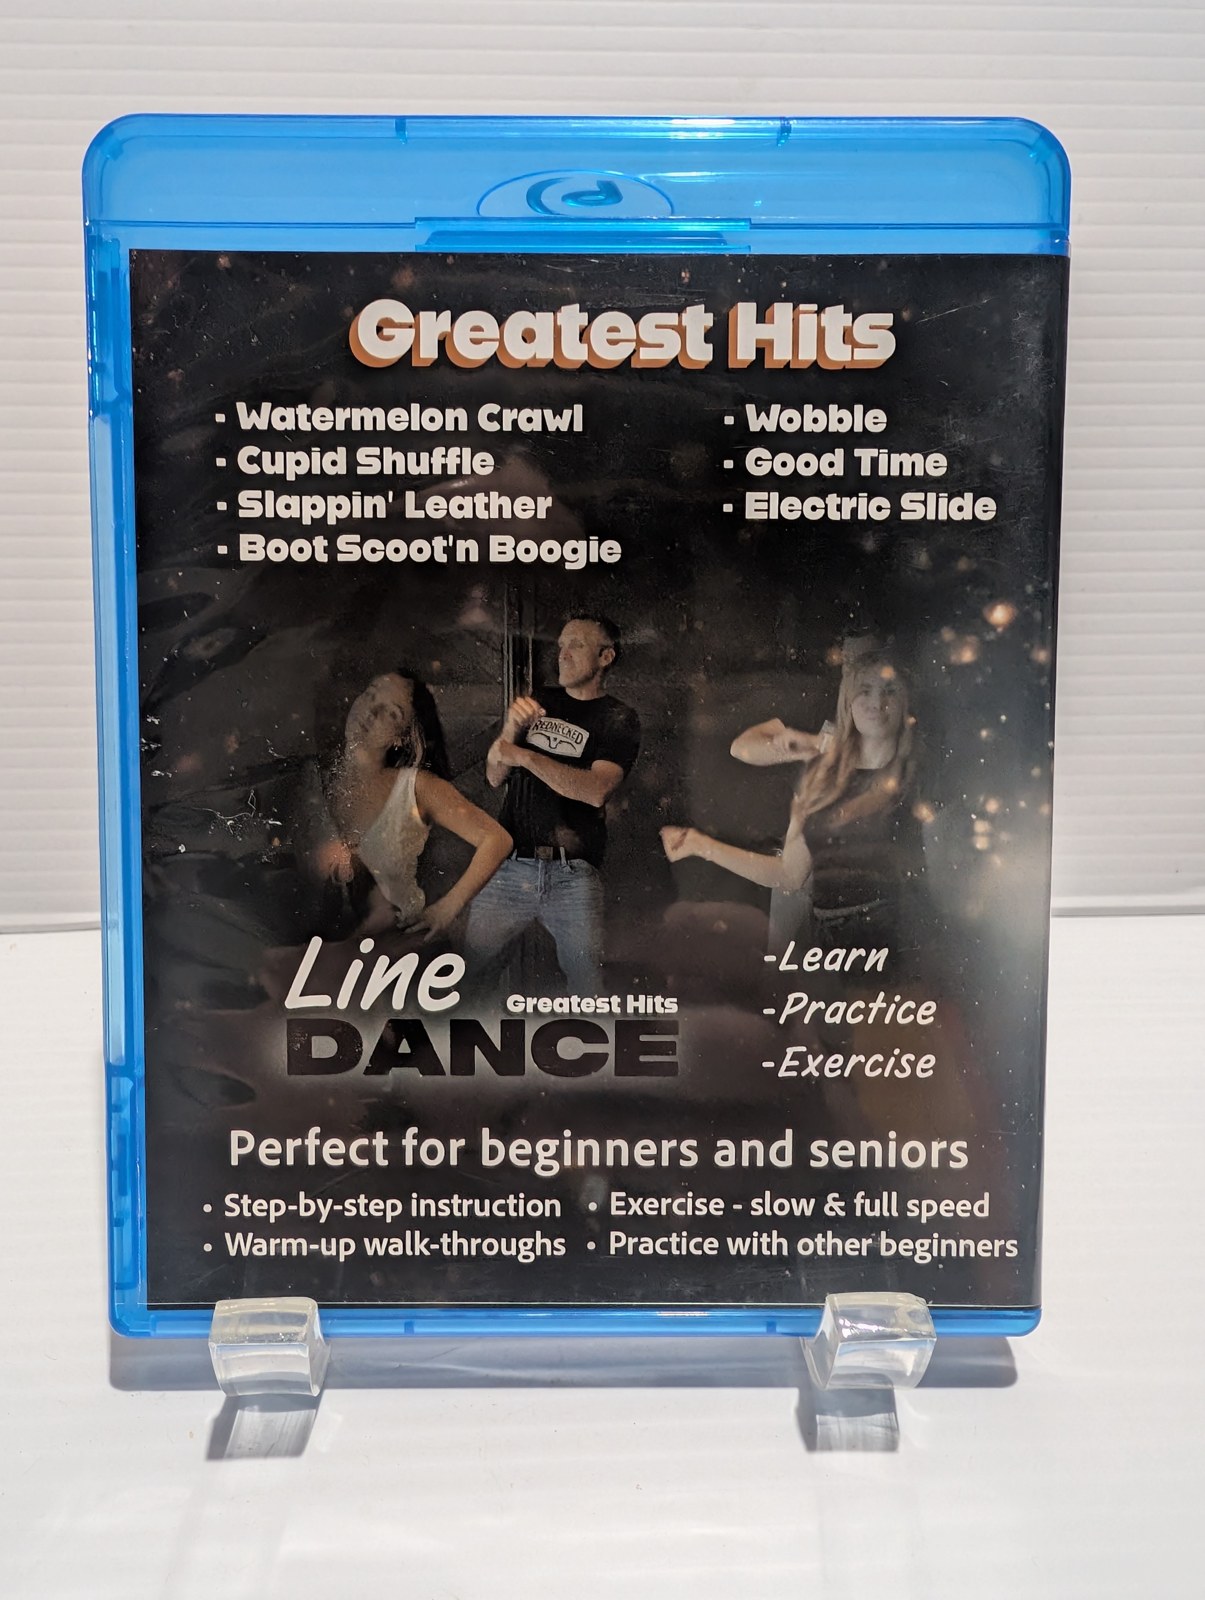 Greatest Hits
- Watermelon Crawl
- Cupid Shuffle
- Slappin' Leather
- Boot Scoot'n Boogie
- Wobble
- Good Time
- Electric Slide
REDNECKED
Line
Greatest Hits
DANCE
-Learn
-Practice
-Exercise
Perfect for beginners and seniors
• Step-by-step instruction
• Warm-up walk-throughs
• Exercise - slow & full speed
• Practice with other beginners